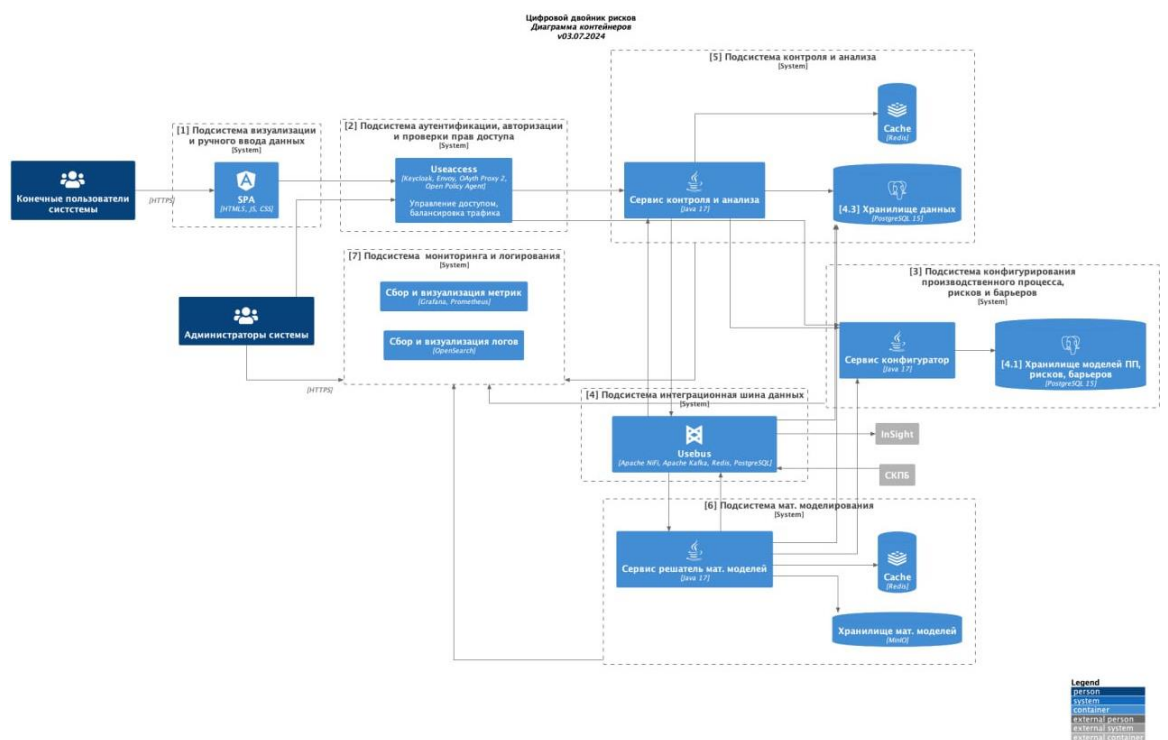 Цифровой двойник рисков
Диаграмма контейнеров
v03.07.2024
[5] Подсистема контроля и анализа
[System]
Cache
[Redis]
[1] Подсистема визуализации
и ручного ввода данных
[System]
[2] Подсистема аутентификации, авторизации
и проверки прав доступа
[System]
Конечные пользователи
систстемы
[HTTPS]
SPA
[HTML5, JS, CSS]
Useaccess
[Keycloak, Envoy, OAuth Proxy 2,
Open Policy Agent]
Управление доступом,
балансировка трафика
Сервис контроля и анализа
[Java 17]
[4.3] Хранилище данных
[PostgreSQL 15]
[7] Подсистема мониторинга и логирования
[System]
Сбор и визуализация метрик
[Grafana, Prometheus]
Сбор и визуализация логов
[OpenSearch]
Администраторы системы
[HTTPS]
[3] Подсистема конфигурирования
производственного процесса,
рисков и барьеров
[System]
Сервис конфигуратор
[Java 17]
[4.1] Хранилище моделей ПП,
рисков, барьеров
[PostgreSQL 15]
[4] Подсистема интеграционная шина данных
[System]
Usebus
[Apache NiFi, Apache Kafka, Redis, PostgreSQL]
InSight
СКПБ
[6] Подсистема мат. моделирования
[System]
Сервис решатель мат. моделей
[Java 17]
Cache
[Redis]
Хранилище мат. моделей
[MinIO]
Legend
person
system
container
external person
external system
external container